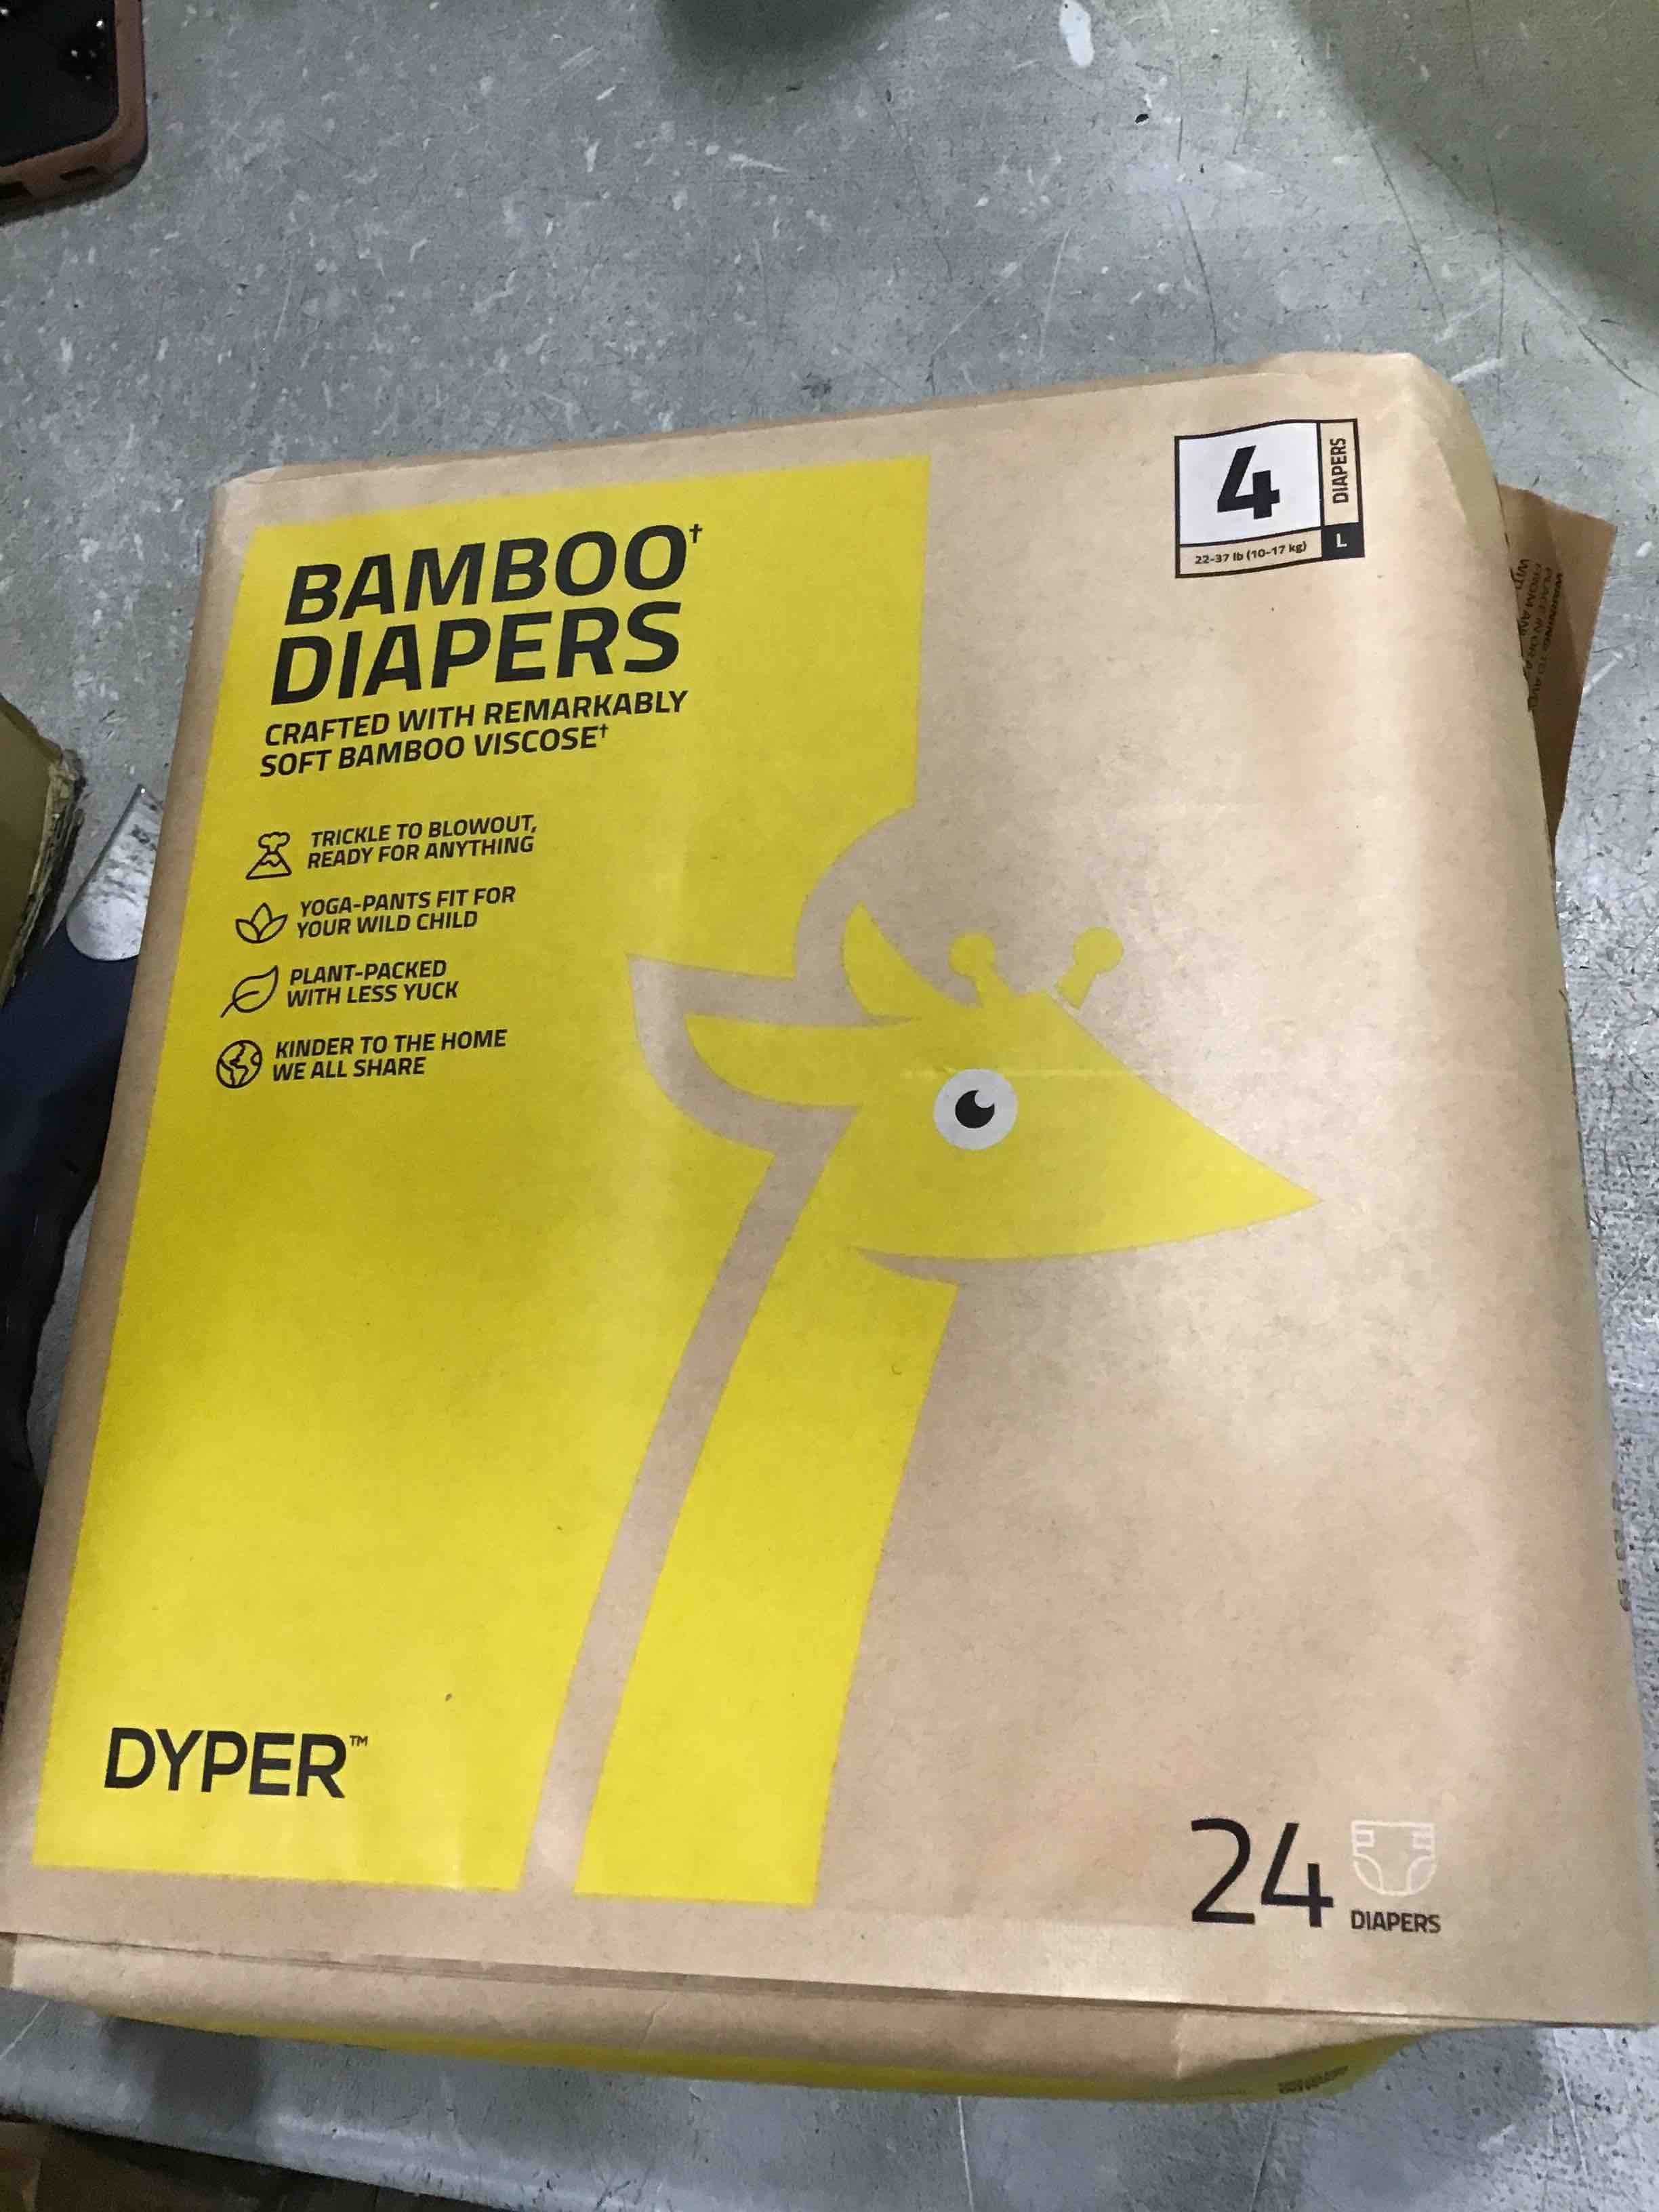 4
DIAPERS
22-37 lb (10-17 kg)
L
BAMBOO†
DIAPERS
CRAFTED WITH REMARKABLY
SOFT BAMBOO VISCOSE†
TRICKLE TO BLOWOUT,
READY FOR ANYTHING
YOGA-PANTS FIT FOR
YOUR WILD CHILD
PLANT-PACKED
WITH LESS YUCK
KINDER TO THE HOME
WE ALL SHARE
DYPER™
24
DIAPERS